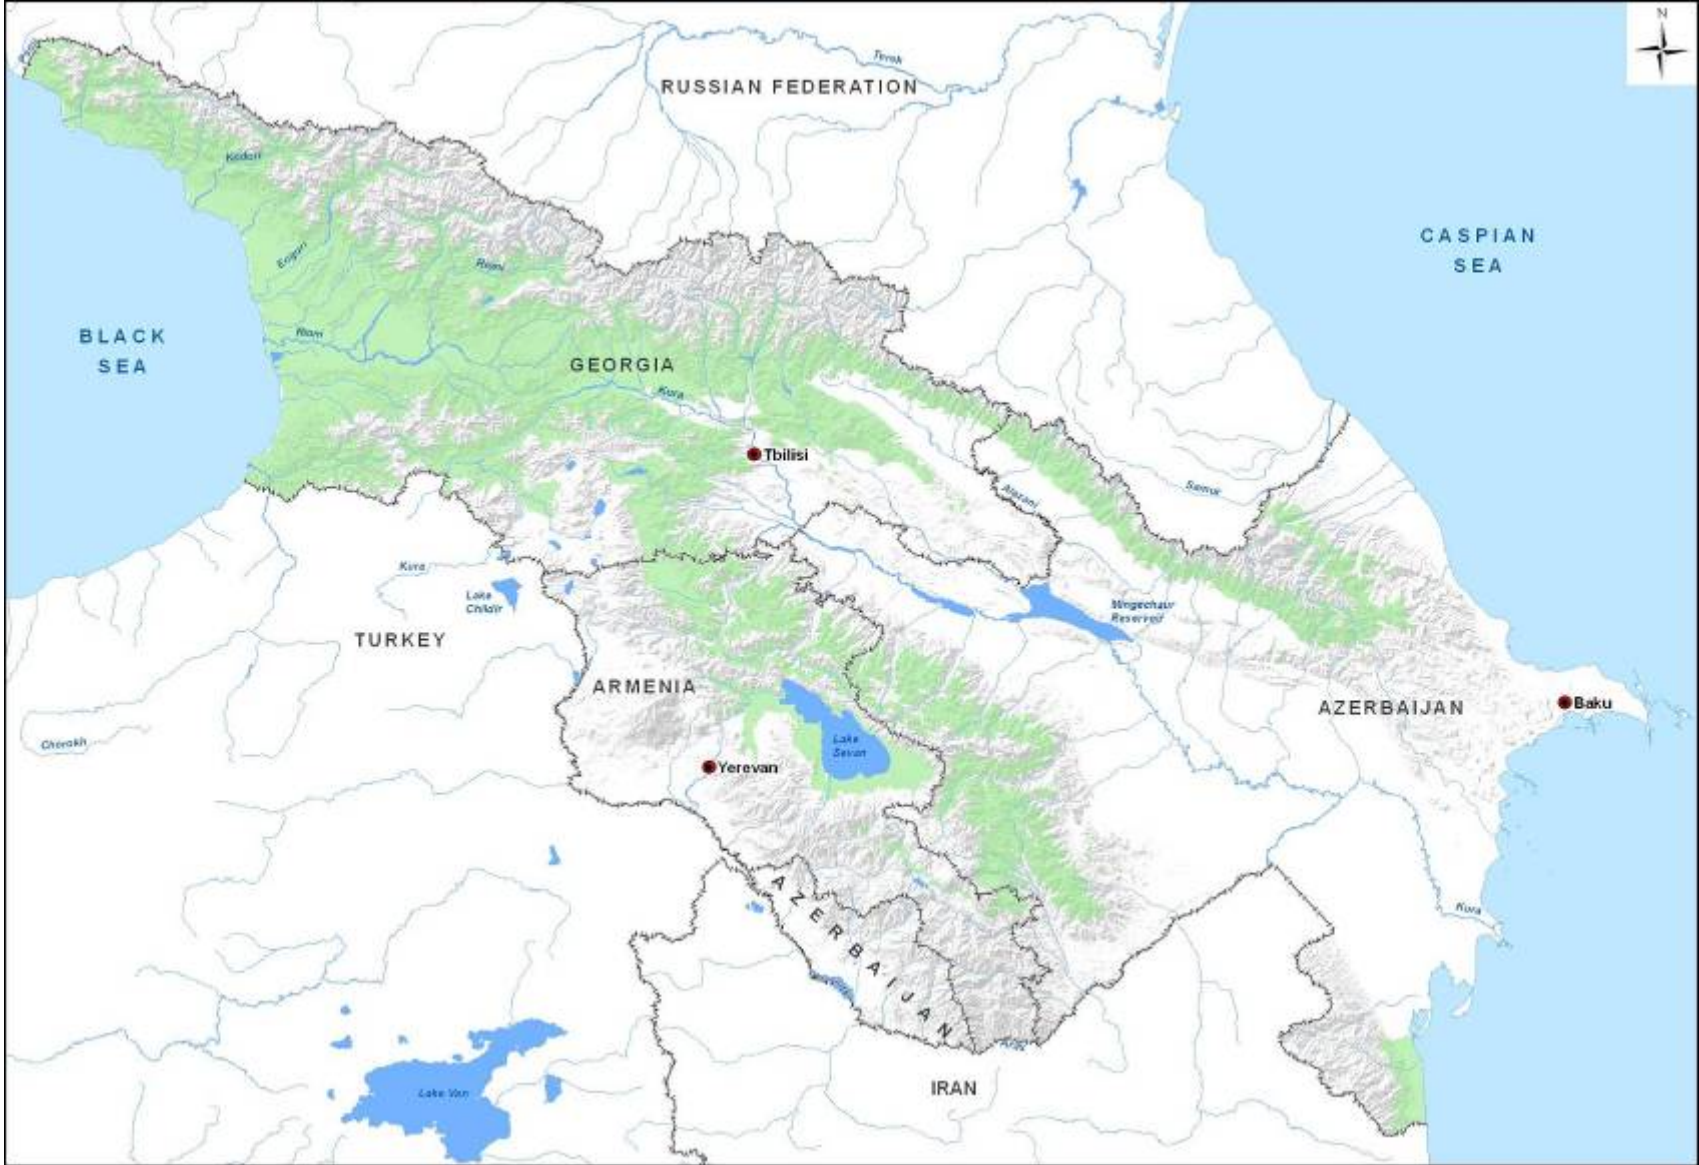 N
Terek
RUSSIAN FEDERATION
Kodori
CASPIAN
SEA
Enguri
Rioni
BLACK
SEA
Rioni
GEORGIA
Kura
Tbilisi
Alazani
Samur
Kura
Lake
Childir
Mingechaur
Reservoir
TURKEY
ARMENIA
AZERBAIJAN
Baku
Lake
Sevan
Chorokh
Yerevan
AZERBAIJAN
Kura
Araz
IRAN
Lake Van